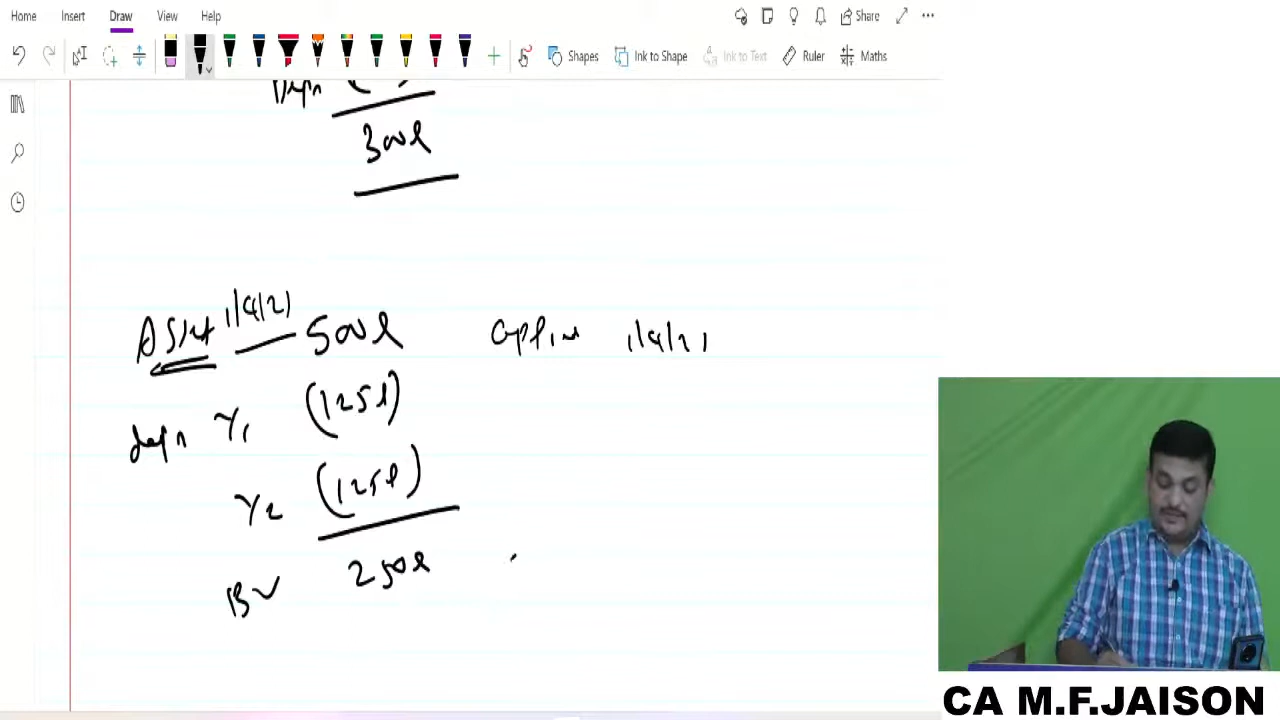 Home Insert Draw View Help Share
Shapes Ink to Shape Ink to Text Ruler Maths
Depn
300l
Asset 1/4/21 500l 1/4/21
depn Y1 (125l)
Y2 (125l)
BV 250l
CA M.F.JAISON